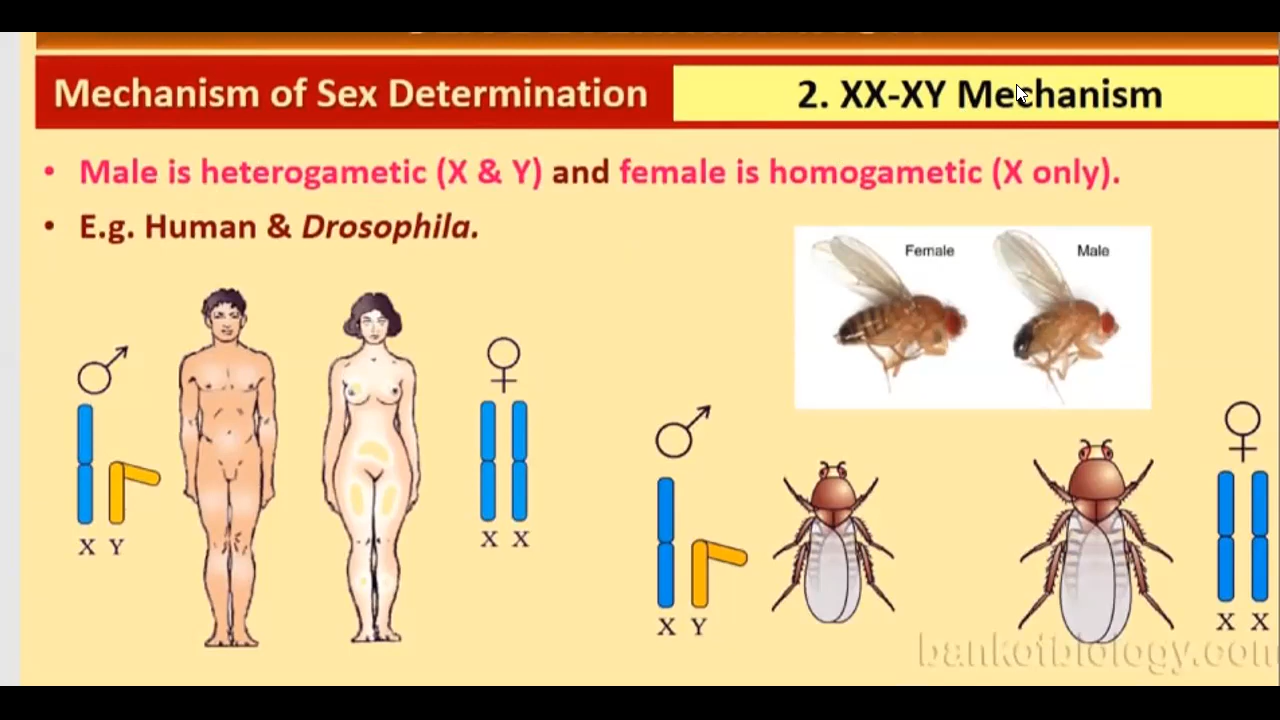 Mechanism of Sex Determination
2. XX-XY Mechanism
• Male is heterogametic (X & Y) and female is homogametic (X only).
• E.g. Human & Drosophila.
Female
Male
X Y
X X
X Y
X X
bankofbiology.com